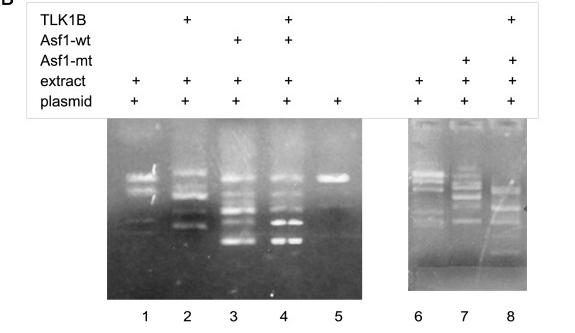 B
TLK1B + + +
Asf1-wt + +
Asf1-mt + +
extract + + + + + + +
plasmid + + + + + + + +
1 2 3 4 5 6 7 8